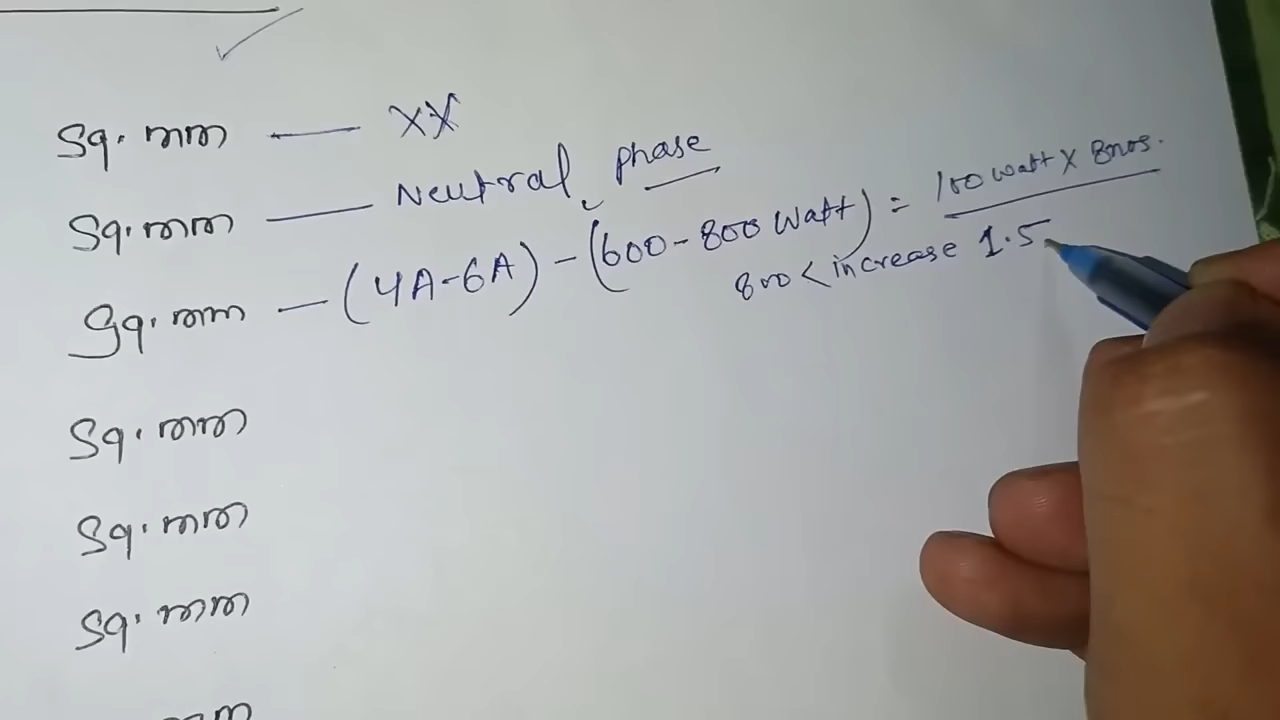 Sq. mm — XX
Sq. mm — Neutral, phase
Sq. mm — (4A-6A) - (600-800 Watt) = 100 Watt X 8nos.
800 < increase 1.5
Sq. mm
Sq. mm
Sq. mm
mm